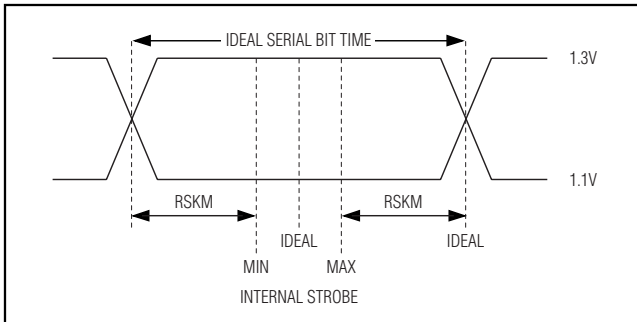 IDEAL SERIAL BIT TIME
1.3V
1.1V
RSKM
RSKM
IDEAL
IDEAL
MIN
MAX
INTERNAL STROBE